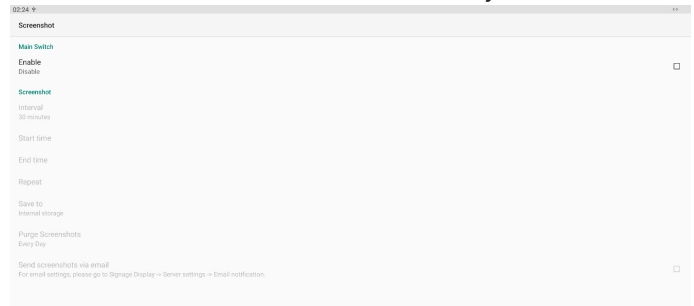 02:24
Screenshot
Main Switch
Enable
Disable
Screenshot
Interval
30 minutes
Start time
End time
Repeat
Save to
Internal storage
Purge Screenshots
Every Day
Send screenshots via email
For email settings, please go to Signage Display -> Server settings -> Email notification.